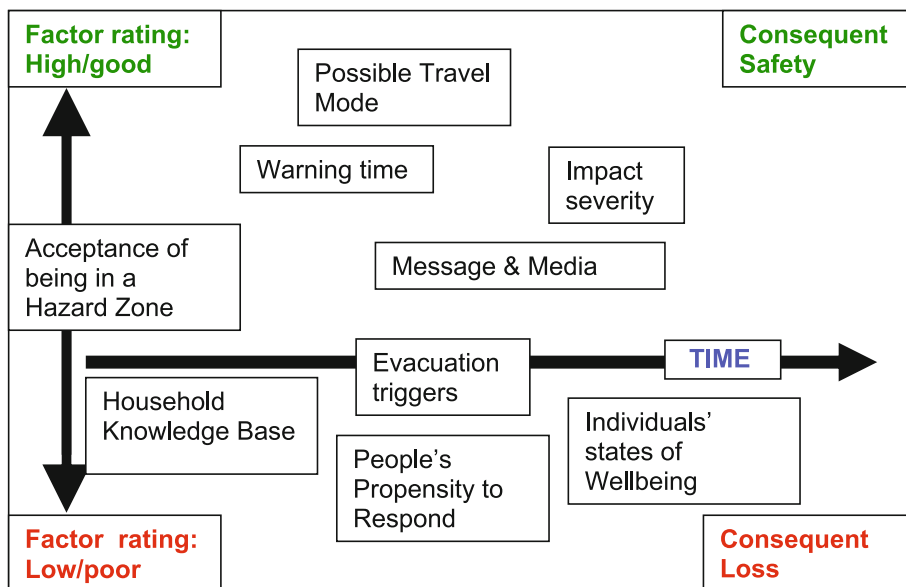 Factor rating:
High/good
Consequent
Safety
Possible Travel
Mode
Warning time
Impact
severity
Acceptance of
being in a
Hazard Zone
Message & Media
Evacuation
triggers
TIME
Household
Knowledge Base
Individuals’
states of
Wellbeing
People’s
Propensity to
Respond
Factor rating:
Low/poor
Consequent
Loss